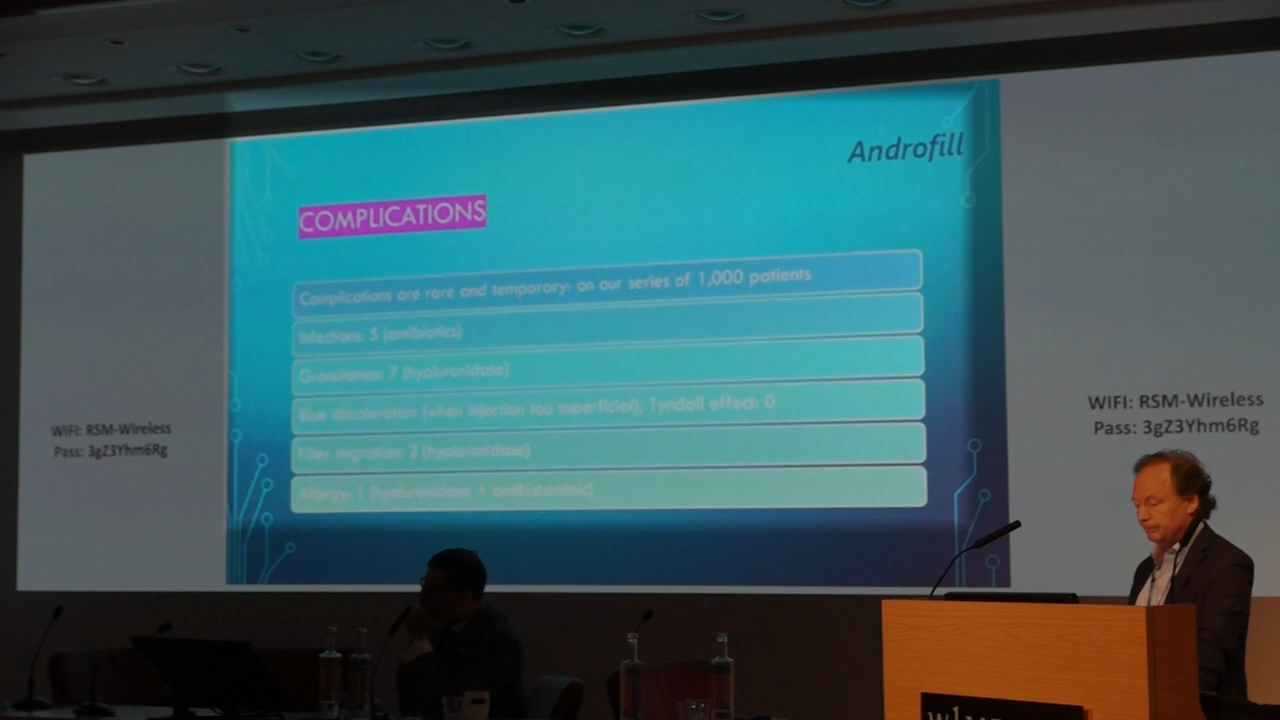 Androfill
COMPLICATIONS
Complications are rare and temporary: on our series of 1,000 patients
Infections: 5 (antibiotics)
Granulomas: 7 (hyaluronidase)
Blue discoloration (when injection too superficial), Tyndall effect: 0
Filler migration: 2 (hyaluronidase)
Allergy: 1 (hyaluronidase + antihistaminic)
WIFI: RSM-Wireless
Pass: 3gZ3Yhm6Rg
WIFI: RSM-Wireless
Pass: 3gZ3Yhm6Rg